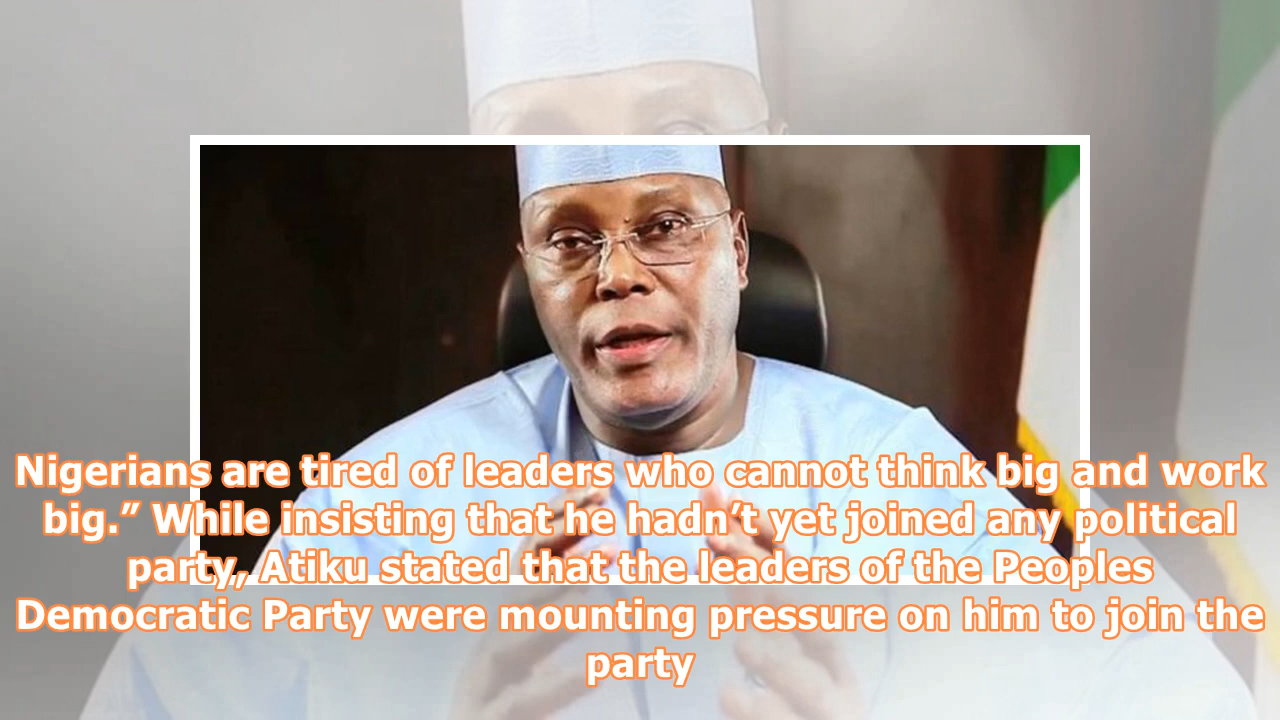 Nigerians are tired of leaders who cannot think big and work
big.” While insisting that he hadn’t yet joined any political
party, Atiku stated that the leaders of the Peoples
Democratic Party were mounting pressure on him to join the
party